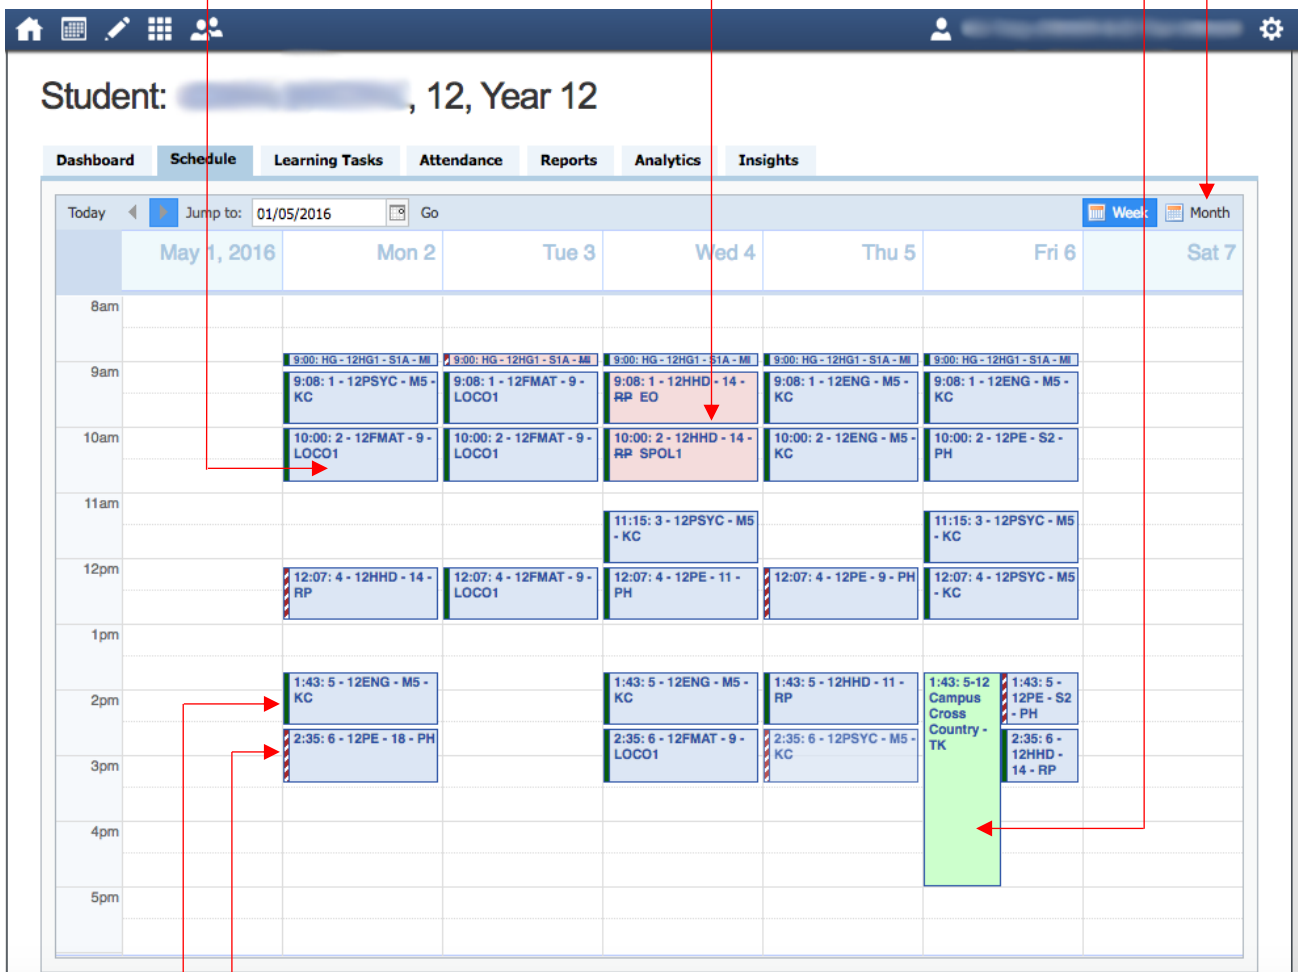 Student: , 12, Year 12
Dashboard Schedule Learning Tasks Attendance Reports Analytics Insights
Today Jump to: 01/05/2016 Go Week Month
May 1, 2016 Mon 2 Tue 3 Wed 4 Thu 5 Fri 6 Sat 7
8am
9:00: HG - 12HG1 - S1A - MI
9:00: HG - 12HG1 - S1A - MI
9:00: HG - 12HG1 - S1A - MI
9:00: HG - 12HG1 - S1A - MI
9:00: HG - 12HG1 - S1A - MI
9am
9:08: 1 - 12PSYC - M5 -
KC
9:08: 1 - 12FMAT - 9 -
LOCO1
9:08: 1 - 12HHD - 14 -
RP EO
9:08: 1 - 12ENG - M5 -
KC
9:08: 1 - 12ENG - M5 -
KC
10am
10:00: 2 - 12FMAT - 9 -
LOCO1
10:00: 2 - 12FMAT - 9 -
LOCO1
10:00: 2 - 12HHD - 14 -
RP SPOL1
10:00: 2 - 12ENG - M5 -
KC
10:00: 2 - 12PE - S2 -
PH
11am
11:15: 3 - 12PSYC - M5
- KC
11:15: 3 - 12PSYC - M5
- KC
12pm
12:07: 4 - 12HHD - 14 -
RP
12:07: 4 - 12FMAT - 9 -
LOCO1
12:07: 4 - 12PE - 11 -
PH
12:07: 4 - 12PE - 9 - PH
12:07: 4 - 12PSYC - M5
- KC
1pm
1:43: 5 - 12ENG - M5 -
KC
1:43: 5 - 12ENG - M5 -
KC
1:43: 5 - 12HHD - 11 -
RP
1:43: 5-12
Campus
Cross
Country -
TK
1:43: 5 -
12PE - S2
- PH
2pm
2:35: 6 - 12PE - 18 - PH
2:35: 6 - 12FMAT - 9 -
LOCO1
2:35: 6 - 12PSYC - M5 -
KC
2:35: 6 -
12HHD -
14 - RP
3pm
4pm
5pm